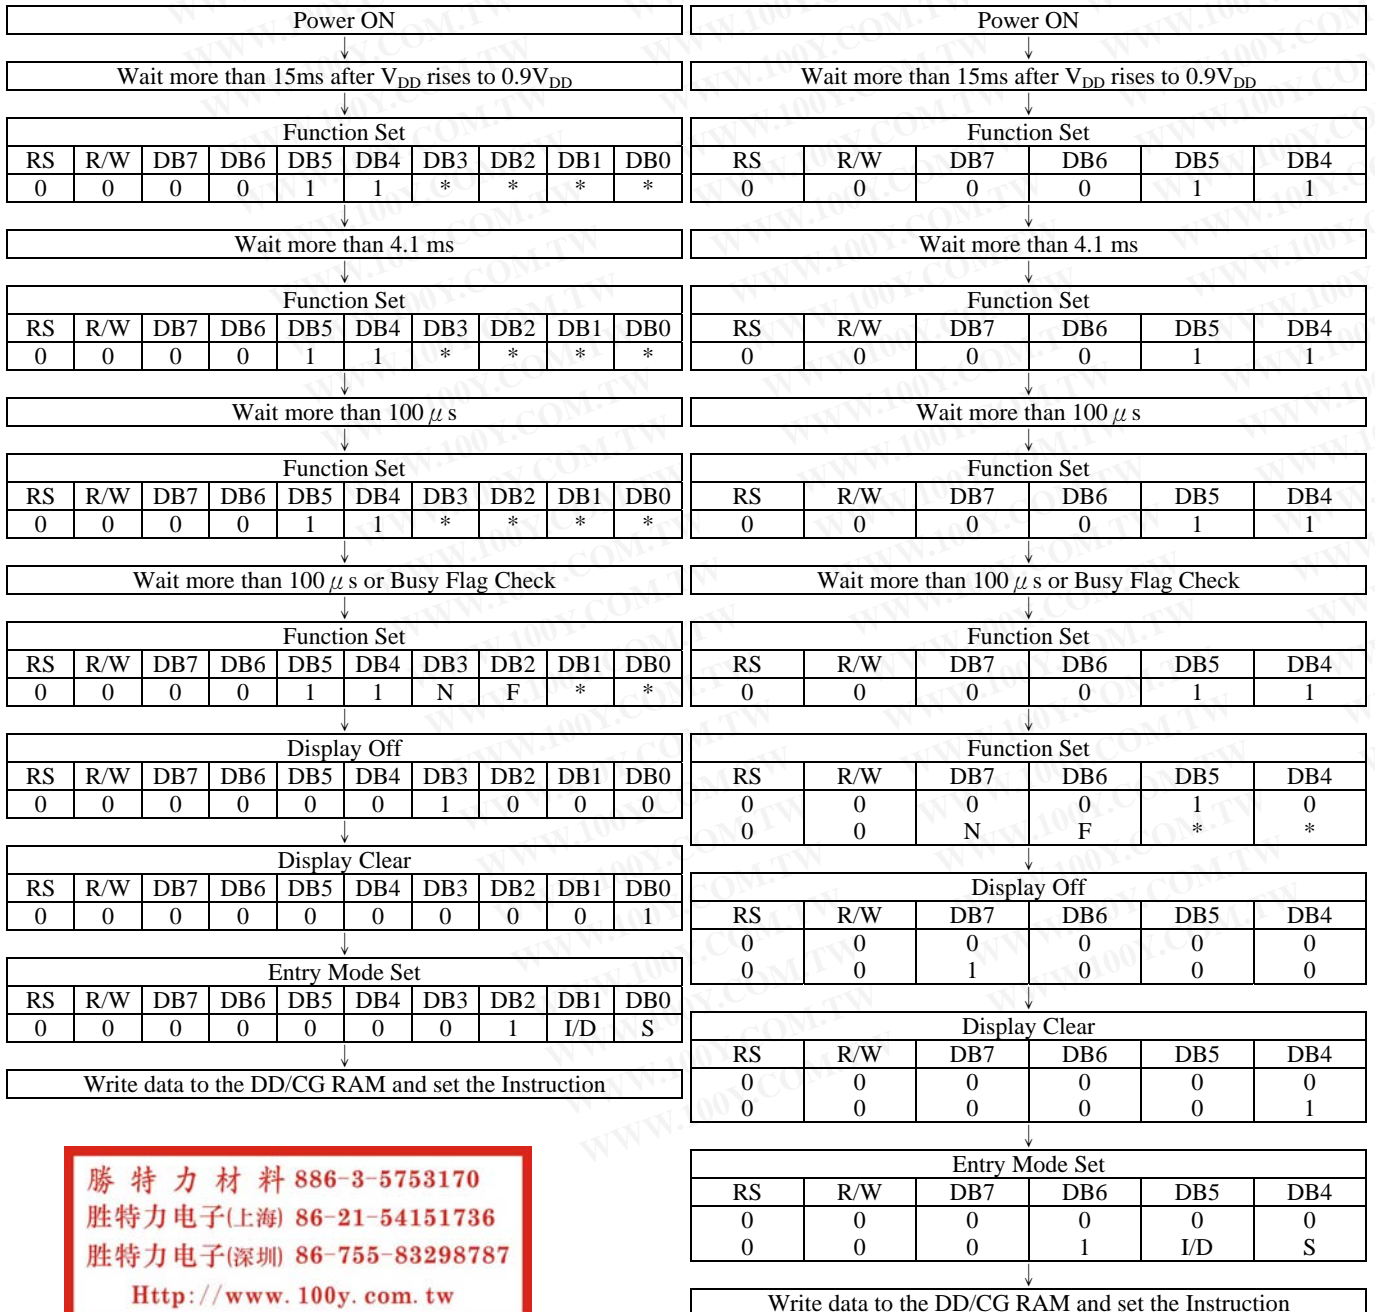 Power ON
↓
Wait more than 15ms after VDD rises to 0.9VDD
↓
Function Set
RS R/W DB7 DB6 DB5 DB4 DB3 DB2 DB1 DB0
0 0 0 0 1 1 * * * *
↓
Wait more than 4.1 ms
↓
Function Set
RS R/W DB7 DB6 DB5 DB4 DB3 DB2 DB1 DB0
0 0 0 0 1 1 * * * *
↓
Wait more than 100 μ s
↓
Function Set
RS R/W DB7 DB6 DB5 DB4 DB3 DB2 DB1 DB0
0 0 0 0 1 1 * * * *
↓
Wait more than 100 μ s or Busy Flag Check
↓
Function Set
RS R/W DB7 DB6 DB5 DB4 DB3 DB2 DB1 DB0
0 0 0 0 1 1 N F * *
↓
Display Off
RS R/W DB7 DB6 DB5 DB4 DB3 DB2 DB1 DB0
0 0 0 0 0 0 1 0 0 0
↓
Display Clear
RS R/W DB7 DB6 DB5 DB4 DB3 DB2 DB1 DB0
0 0 0 0 0 0 0 0 0 1
↓
Entry Mode Set
RS R/W DB7 DB6 DB5 DB4 DB3 DB2 DB1 DB0
0 0 0 0 0 0 0 1 I/D S
↓
Write data to the DD/CG RAM and set the Instruction
勝 特 力 材 料 886-3-5753170
胜特力电子(上海) 86-21-54151736
胜特力电子(深圳) 86-755-83298787
Http://www.100y.com.tw
Power ON
↓
Wait more than 15ms after VDD rises to 0.9VDD
↓
Function Set
RS R/W DB7 DB6 DB5 DB4
0 0 0 0 1 1
↓
Wait more than 4.1 ms
↓
Function Set
RS R/W DB7 DB6 DB5 DB4
0 0 0 0 1 1
↓
Wait more than 100 μ s
↓
Function Set
RS R/W DB7 DB6 DB5 DB4
0 0 0 0 1 1
↓
Wait more than 100 μ s or Busy Flag Check
↓
Function Set
RS R/W DB7 DB6 DB5 DB4
0 0 0 0 1 1
↓
Function Set
RS R/W DB7 DB6 DB5 DB4
0 0 0 0 1 0
0 0 N F * *
↓
Display Off
RS R/W DB7 DB6 DB5 DB4
0 0 0 0 0 0
0 0 1 0 0 0
↓
Display Clear
RS R/W DB7 DB6 DB5 DB4
0 0 0 0 0 0
0 0 0 0 0 1
↓
Entry Mode Set
RS R/W DB7 DB6 DB5 DB4
0 0 0 0 0 0
0 0 0 1 I/D S
↓
Write data to the DD/CG RAM and set the Instruction
WWW.100Y.COM.TW